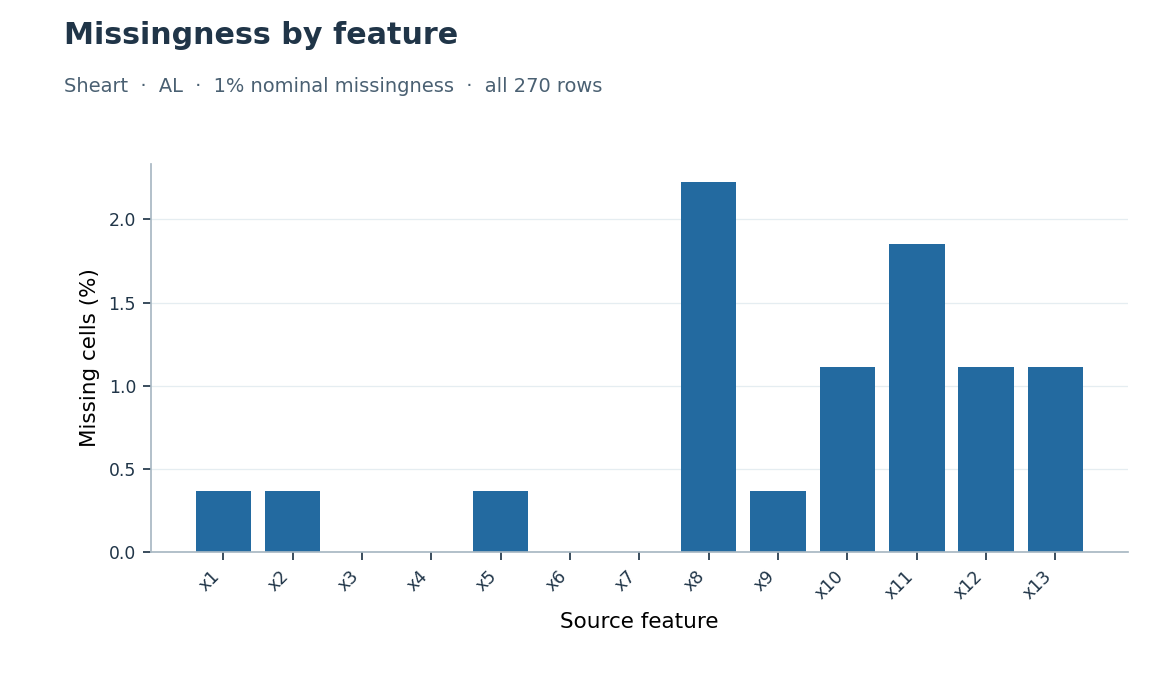 Missingness by feature
Sheart · AL · 1% nominal missingness · all 270 rows
Missing cells (%)
2.0
1.5
1.0
0.5
0.0
x1 x2 x3 x4 x5 x6 x7 x8 x9 x10 x11 x12 x13
Source feature